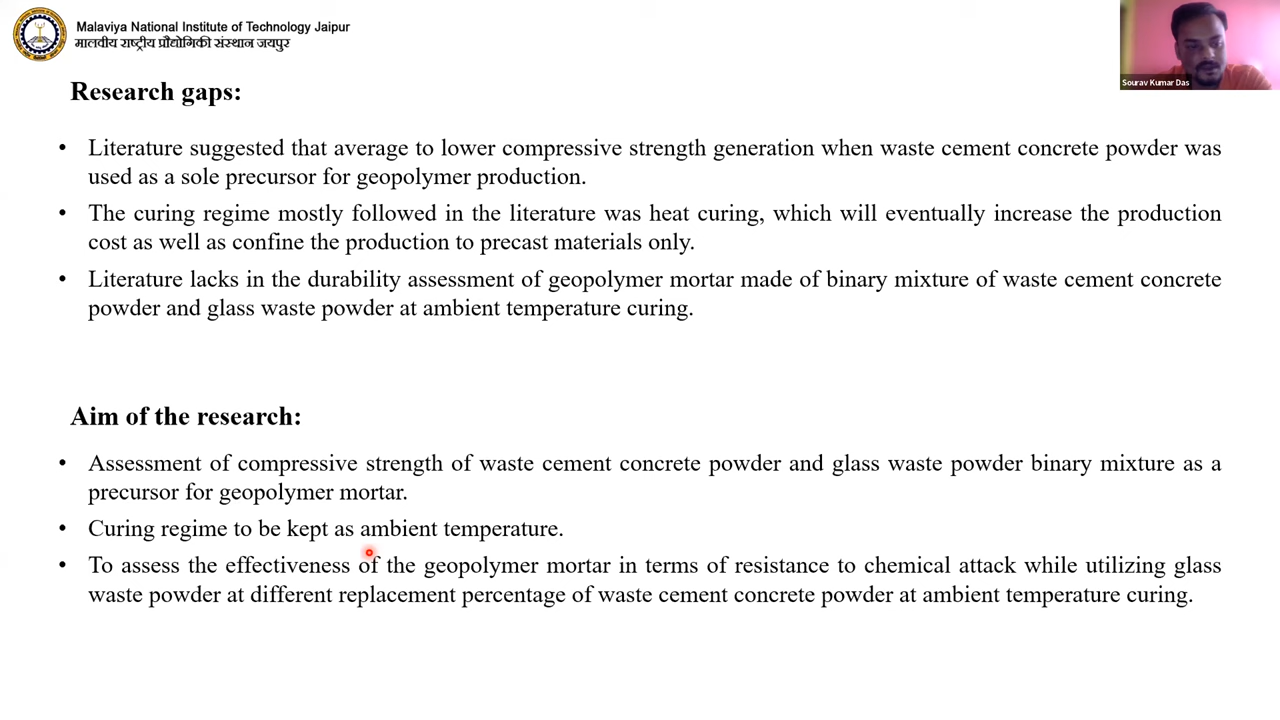 Malaviya National Institute of Technology Jaipur
मालवीय राष्ट्रीय प्रौद्योगिकी संस्थान जयपुर
Sourav Kumar Das
Research gaps:
• Literature suggested that average to lower compressive strength generation when waste cement concrete powder was
used as a sole precursor for geopolymer production.
• The curing regime mostly followed in the literature was heat curing, which will eventually increase the production
cost as well as confine the production to precast materials only.
• Literature lacks in the durability assessment of geopolymer mortar made of binary mixture of waste cement concrete
powder and glass waste powder at ambient temperature curing.
Aim of the research:
• Assessment of compressive strength of waste cement concrete powder and glass waste powder binary mixture as a
precursor for geopolymer mortar.
• Curing regime to be kept as ambient temperature.
• To assess the effectiveness of the geopolymer mortar in terms of resistance to chemical attack while utilizing glass
waste powder at different replacement percentage of waste cement concrete powder at ambient temperature curing.